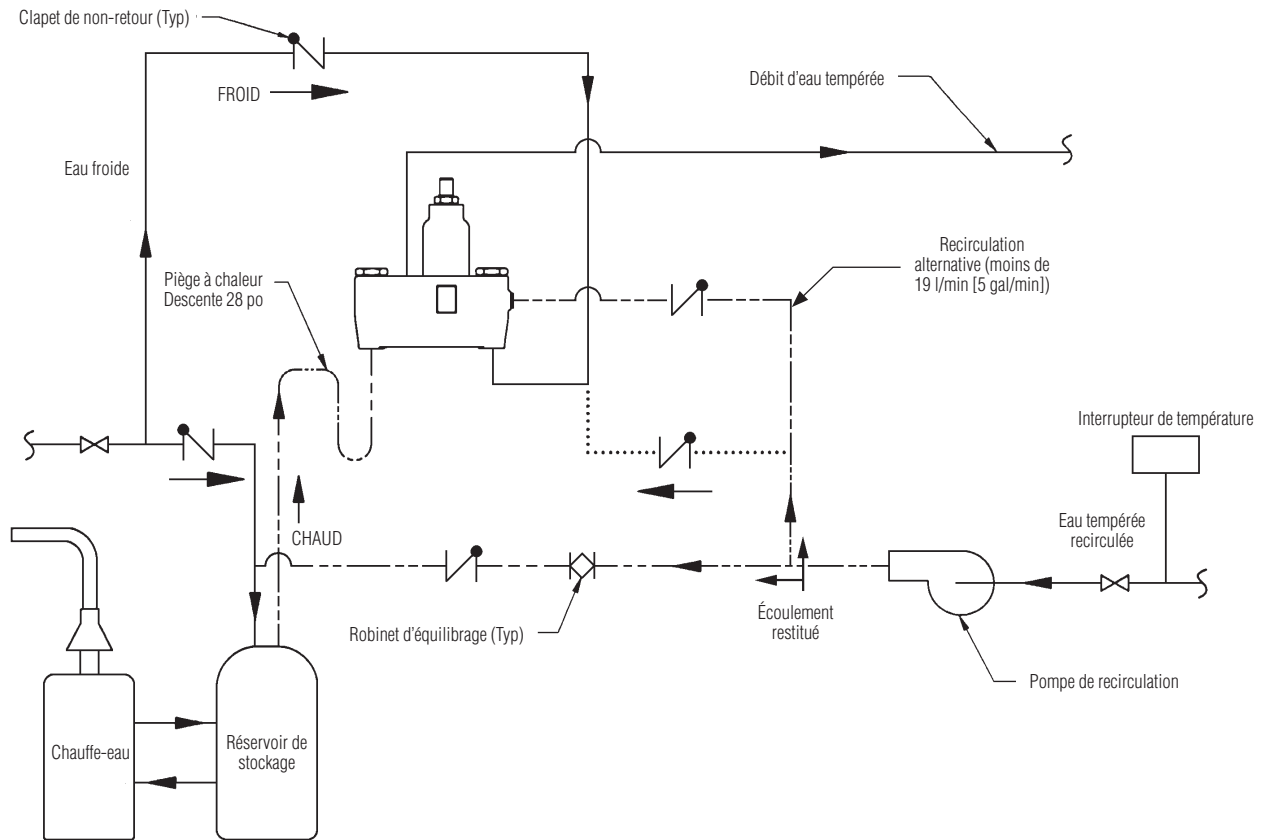 Clapet de non-retour (Typ)
FROID
Débit d'eau tempérée
Eau froide
Piège à chaleur
Descente 28 po
Recirculation
alternative (moins de
19 l/min [5 gal/min])
Interrupteur de température
CHAUD
Eau tempérée
recirculée
Robinet d'équilibrage (Typ)
Écoulement
restitué
Pompe de recirculation
Chauffe-eau
Réservoir de
stockage